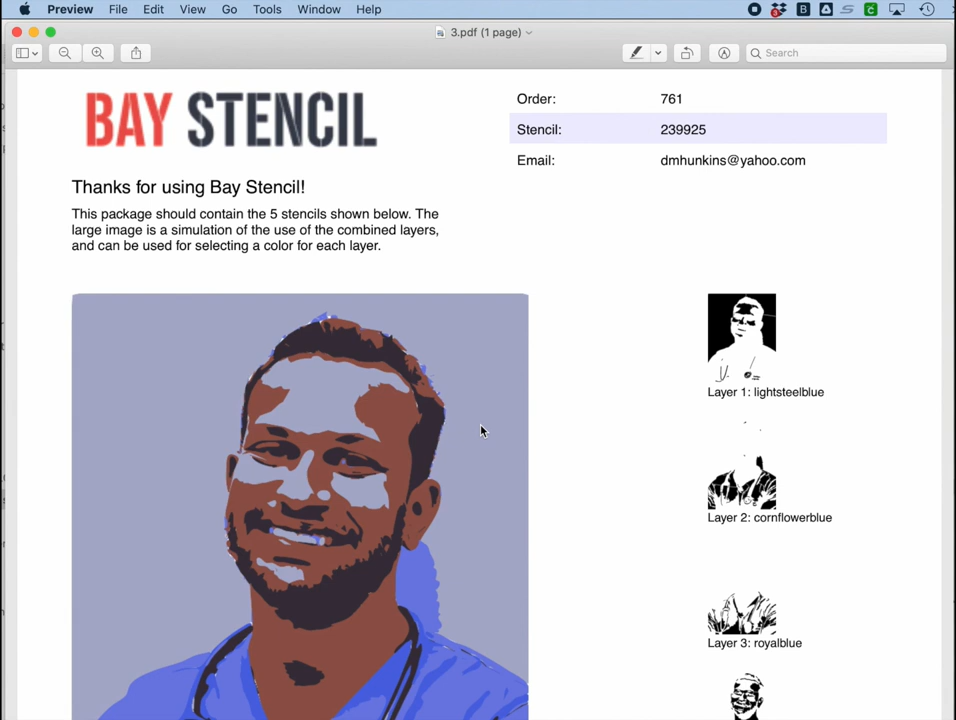 Preview File Edit View Go Tools Window Help
3.pdf (1 page)
Search
BAY STENCIL
Order: 761
Stencil: 239925
Email: dmhunkins@yahoo.com
Thanks for using Bay Stencil!
This package should contain the 5 stencils shown below. The
large image is a simulation of the use of the combined layers,
and can be used for selecting a color for each layer.
Layer 1: lightsteelblue
Layer 2: cornflowerblue
Layer 3: royalblue